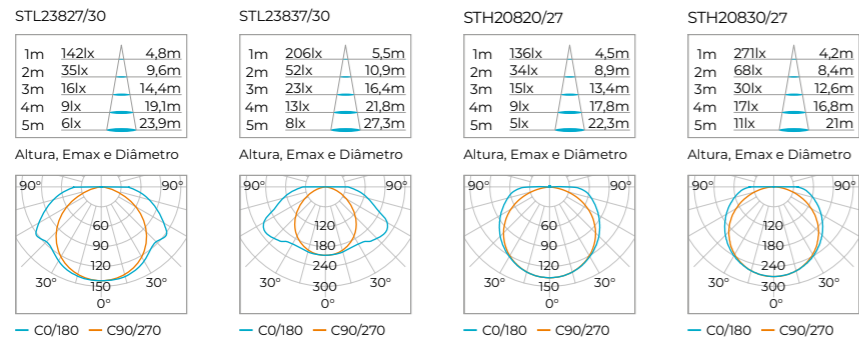 STL23827/30
1m 142lx 4,8m
2m 35lx 9,6m
3m 16lx 14,4m
4m 9lx 19,1m
5m 6lx 23,9m
Altura, Emax e Diâmetro
90° 90°
60
90
120
30° 150 30°
0°
C0/180 C90/270
STL23837/30
1m 206lx 5,5m
2m 52lx 10,9m
3m 23lx 16,4m
4m 13lx 21,8m
5m 8lx 27,3m
Altura, Emax e Diâmetro
90° 90°
120
180
240
30° 300 30°
0°
C0/180 C90/270
STH20820/27
1m 136lx 4,5m
2m 34lx 8,9m
3m 15lx 13,4m
4m 9lx 17,8m
5m 5lx 22,3m
Altura, Emax e Diâmetro
90° 90°
60
90
120
30° 150 30°
0°
C0/180 C90/270
STH20830/27
1m 271lx 4,2m
2m 68lx 8,4m
3m 30lx 12,6m
4m 17lx 16,8m
5m 11lx 21m
Altura, Emax e Diâmetro
90° 90°
120
180
240
30° 300 30°
0°
C0/180 C90/270